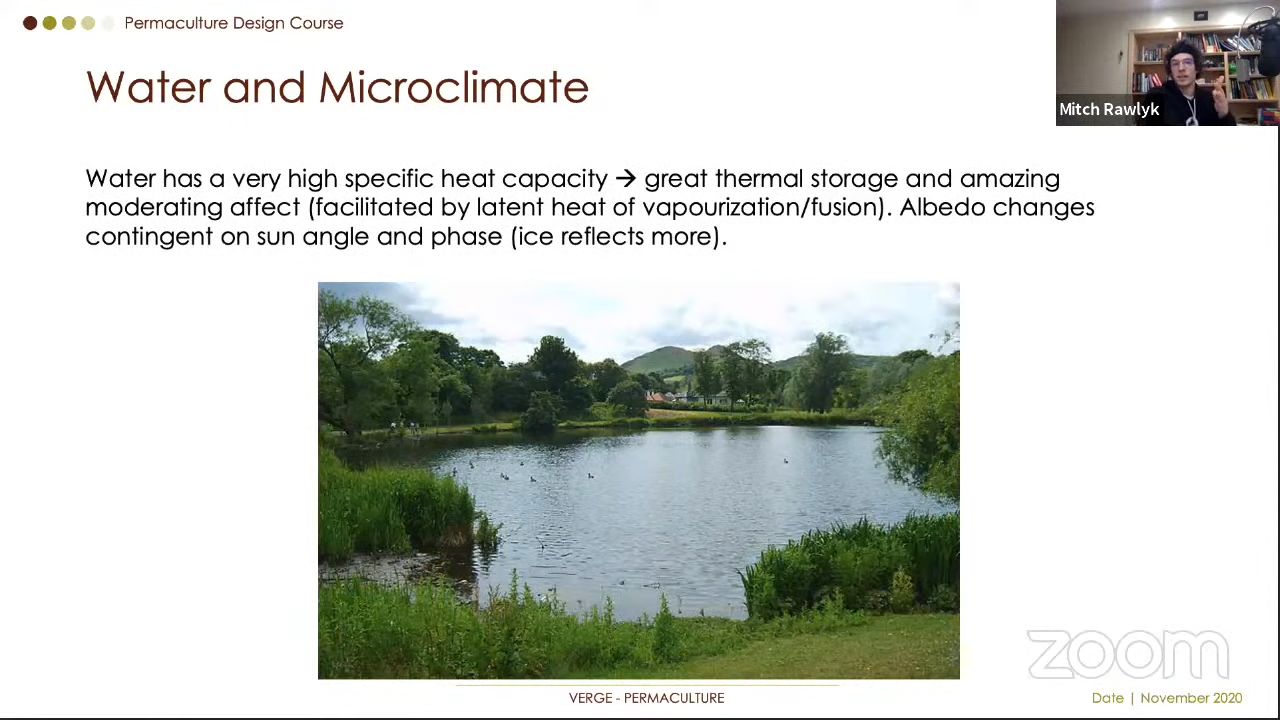 Permaculture Design Course
Water and Microclimate
Mitch Rawlyk
Water has a very high specific heat capacity → great thermal storage and amazing
moderating affect (facilitated by latent heat of vapourization/fusion). Albedo changes
contingent on sun angle and phase (ice reflects more).
zoom
VERGE - PERMACULTURE
Date | November 2020